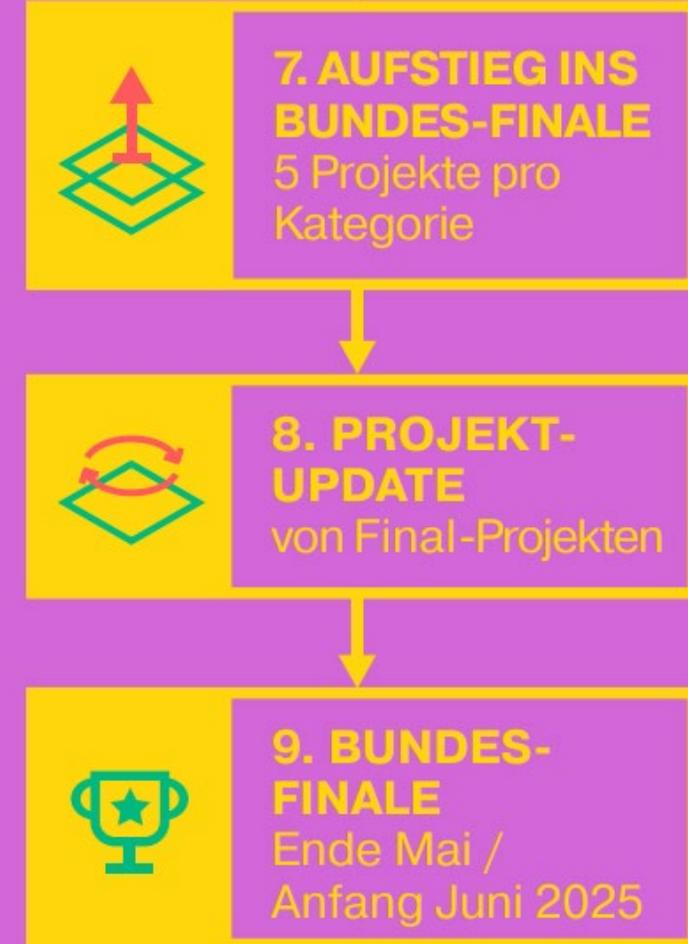 7. AUFSTIEG INS
BUNDES-FINALE
5 Projekte pro
Kategorie
8. PROJEKT-
UPDATE
von Final-Projekten
9. BUNDES-
FINALE
Ende Mai /
Anfang Juni 2025